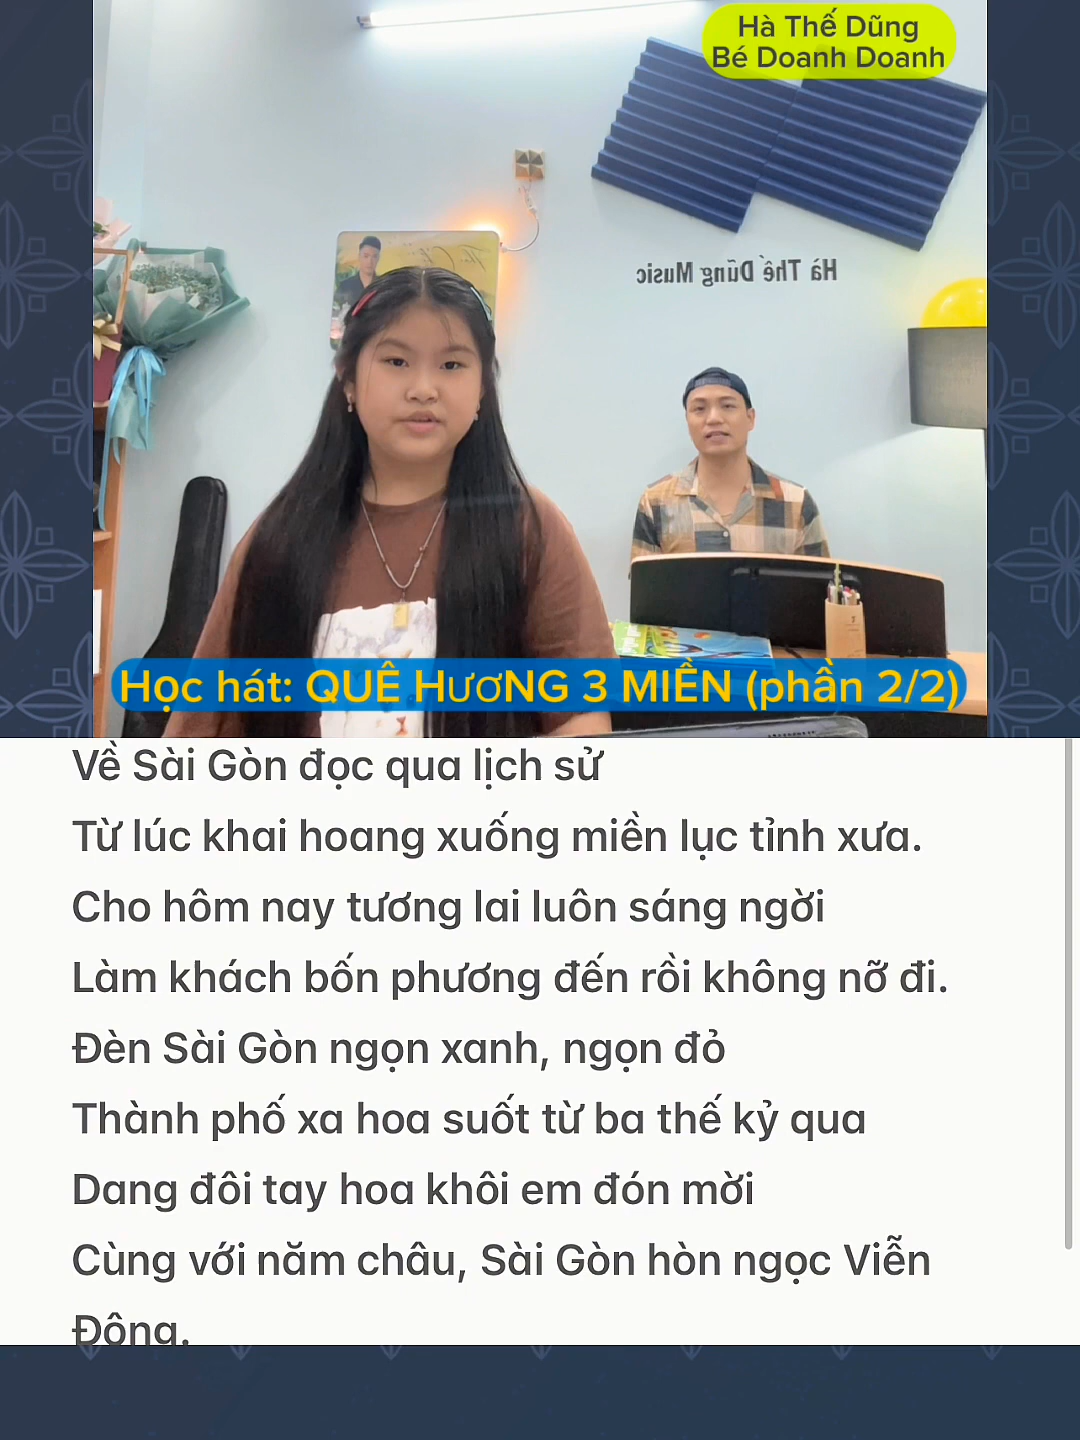 Hà Thế Dũng
Bé Doanh Doanh
Hà Thế Dũng Music
Học hát: QUÊ HươNG 3 MIỀN (phần 2/2)
Về Sài Gòn đọc qua lịch sử
Từ lúc khai hoang xuống miền lục tỉnh xưa.
Cho hôm nay tương lai luôn sáng ngời
Làm khách bốn phương đến rồi không nỡ đi.
Đèn Sài Gòn ngọn xanh, ngọn đỏ
Thành phố xa hoa suốt từ ba thế kỷ qua
Dang đôi tay hoa khôi em đón mời
Cùng với năm châu, Sài Gòn hòn ngọc Viễn
Đông.